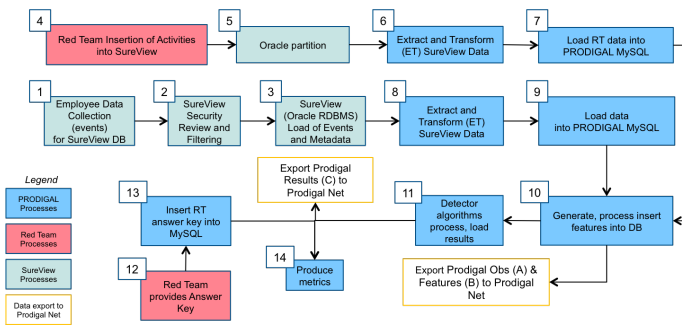 4
Red Team Insertion of Activities
into SureView
5
Oracle partition
6
Extract and Transform
(ET) SureView Data
7
Load RT data into
PRODIGAL MySQL
1
Employee Data
Collection
(events)
for SureView DB
2
SureView
Security
Review and
Filtering
3
SureView
(Oracle RDBMS)
Load of Events
and Metadata
8
Extract and
Transform (ET)
SureView Data
9
Load data
into PRODIGAL MySQL
Legend
PRODIGAL
Processes
Red Team
Processes
SureView
Processes
Data export to
Prodigal Net
13
Insert RT
answer key into
MySQL
12
Red Team
provides Answer
Key
Export Prodigal
Results (C) to
Prodigal Net
14
Produce
metrics
11
Detector
algorithms
process, load
results
10
Generate, process insert
features into DB
Export Prodigal Obs (A) &
Features (B) to Prodigal
Net